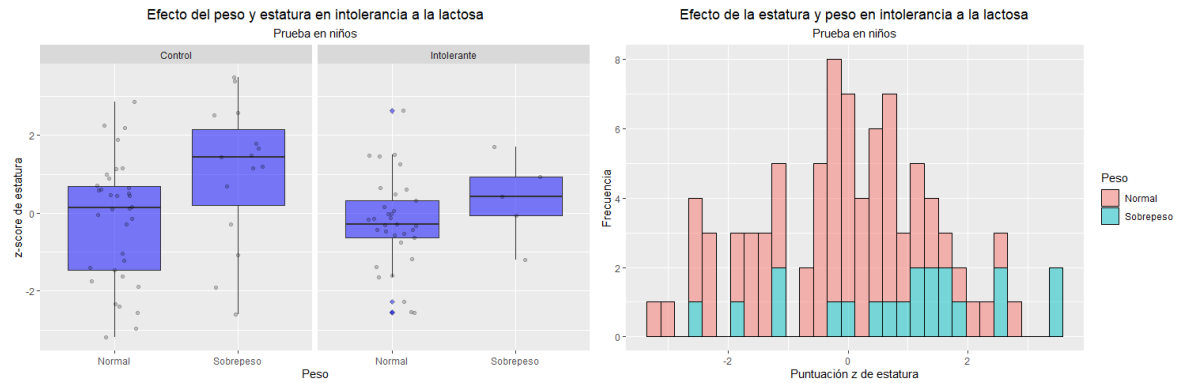 Efecto del peso y estatura en intolerancia a la lactosa
Prueba en niños
Control
Intolerante
z-score de estatura
2
0
-2
Normal
Sobrepeso
Normal
Sobrepeso
Peso
Efecto de la estatura y peso en intolerancia a la lactosa
Prueba en niños
Frecuencia
8
6
4
2
0
-2
0
2
Puntuación z de estatura
Peso
Normal
Sobrepeso